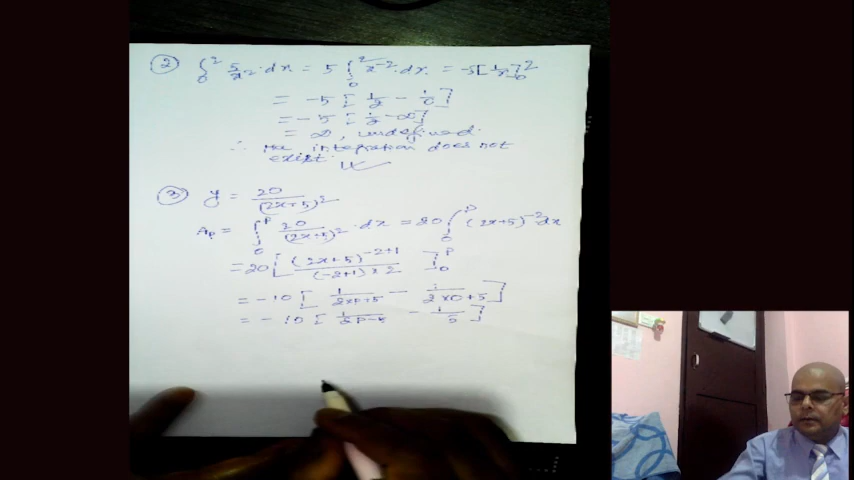 ② ∫₀² 5/x² · dx = 5 ∫₀² x⁻² · dx = -5 [1/x]₀²
= -5 [1/2 - 1/0]
= -5 [1/2 - ∞]
= ∞, undefined.
∴ The integration does not
exist.
③ y = 20/(2x+5)²
Ap = ∫₀ᴾ 20/(2x+5)² · dx = 20 ∫₀ᴾ (2x+5)⁻² dx
= 20 [(2x+5)⁻²⁺¹/((-2+1)×2)]₀ᴾ
= -10 [1/(2×P+5) - 1/(2×0+5)]
= -10 [1/(2P-5) - 1/5]